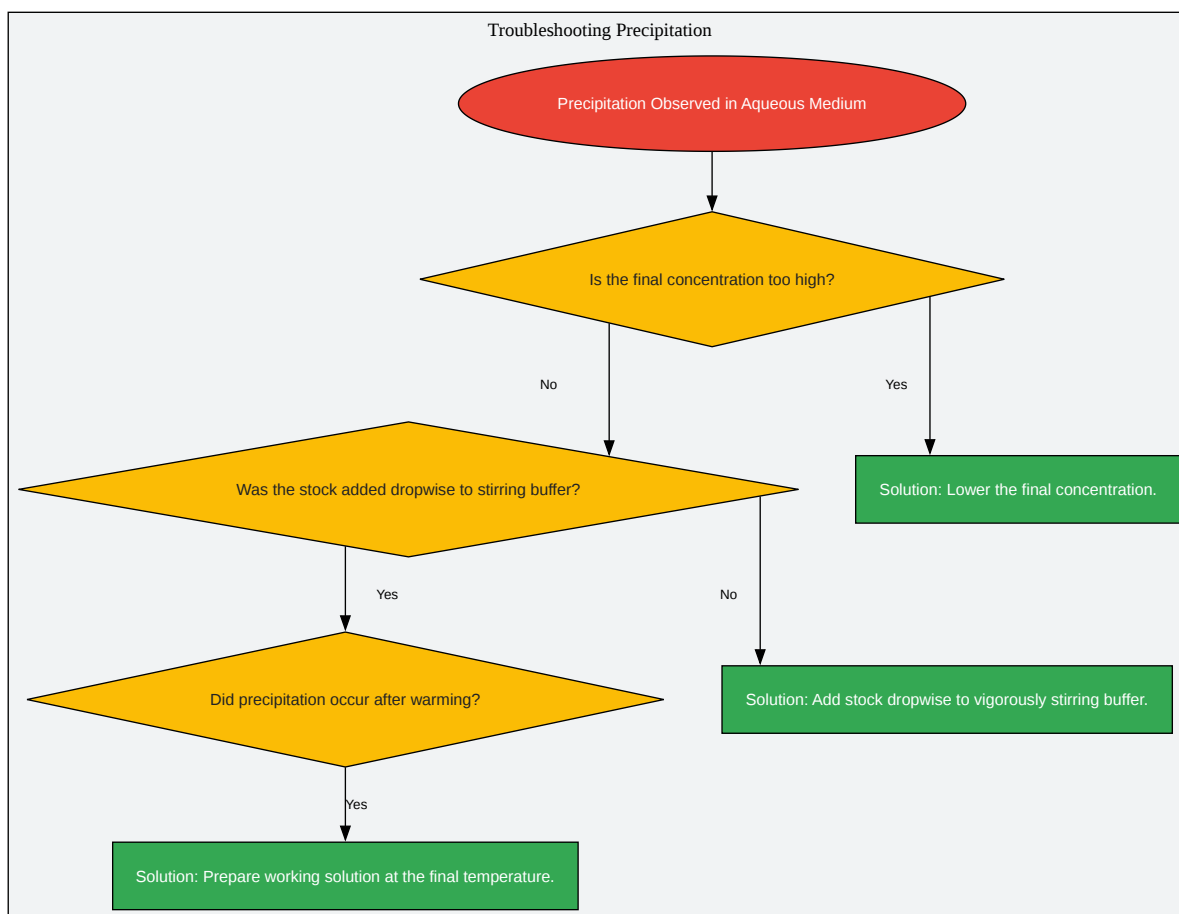 Troubleshooting Precipitation
Precipitation Observed in Aqueous Medium
Is the final concentration too high?
No
Yes
Was the stock added dropwise to stirring buffer?
Solution: Lower the final concentration.
Yes
No
Did precipitation occur after warming?
Solution: Add stock dropwise to vigorously stirring buffer.
Yes
Solution: Prepare working solution at the final temperature.